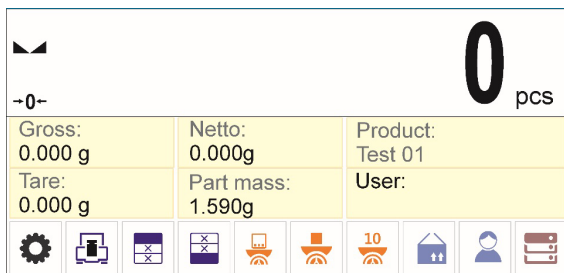 0 pcs
→0←
Gross:
0.000 g
Netto:
0.000g
Product:
Test 01
Tare:
0.000 g
Part mass:
1.590g
User:
10